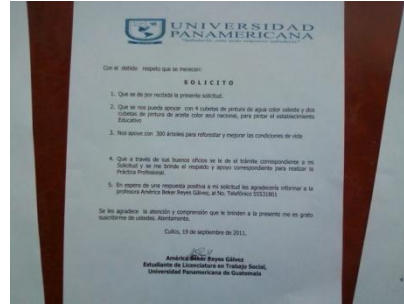 UNIVERSIDAD
PANAMERICANA
Con el debido respeto que se merecen:
S O L I C I T O
1. Que se de por recibida la presente solicitud.
2. Que se nos pueda apoyar con 4 cubetas de pintura de agua color celeste y dos
cubetas de pintura de aceite color azul nacional, para pintar el establecimiento
Educativo
3. Nos apoye con 300 árboles para reforestar y mejorar las condiciones de vida
4. Que a través de sus buenos oficios se le de el trámite correspondiente a mi
Solicitud y se me brinde el respaldo y apoyo correspondiente para realizar la
Práctica Profesional.
5. En espera de una respuesta positiva a mi solicitud les agradecería informar a la
profesora América Beker Reyes Gálvez, al No. Telefónico 55531801
Se les agradece la atención y comprensión que le brinden a la presente me es grato
suscribirme de ustedes. Atentamente.
19 de septiembre de 2011,
América Beker Reyes Gálvez
Estudiante de Licenciatura en Trabajo Social,
Universidad Panamericana de Guatemala